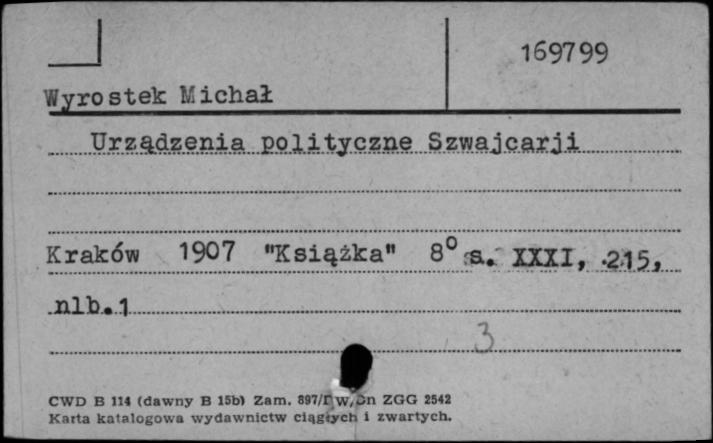 169799
Wyrostek Michał
Urządzenia polityczne Szwajcarji
Kraków 1907 "Książka" 8° s. XXXI, 215,
nlb.1
3
CWD B 114 (dawny B 15b) Zam. ZGG 2542
Karta katalogowa wydawnictw ciągłych i zwartych.